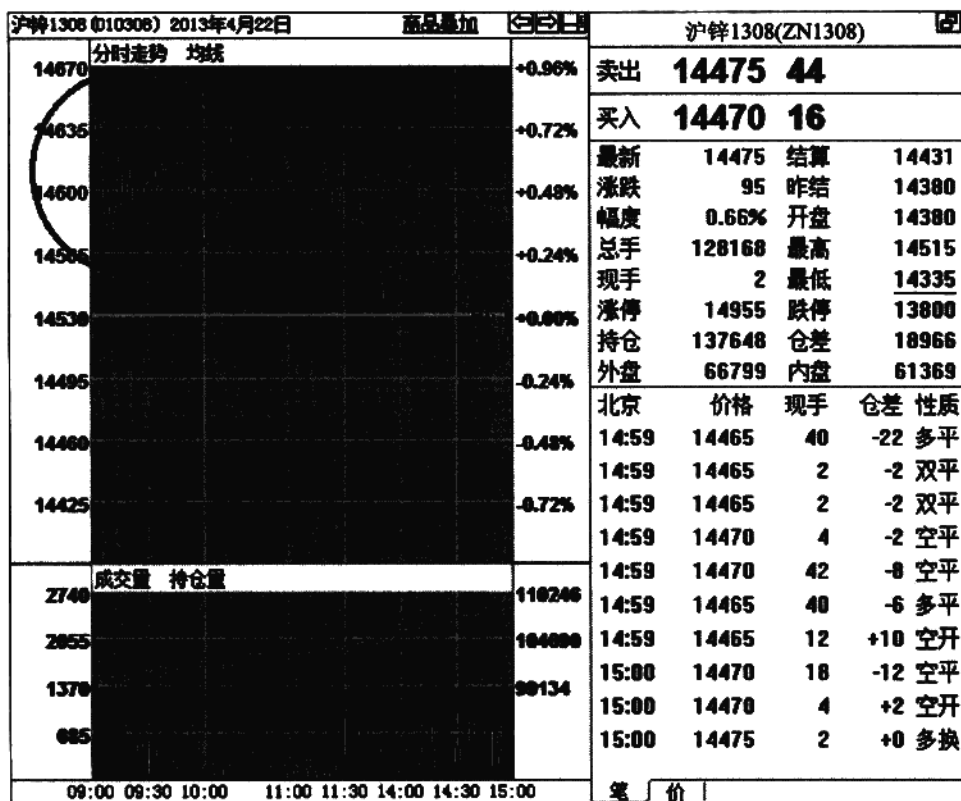 沪锌1308 (010308) 2013年4月22日 商品叠加
分时走势 均线
14670 +0.96%
14635 +0.72%
14600 +0.48%
14565 +0.24%
14530 +0.00%
14495 -0.24%
14460 -0.48%
14425 -0.72%
成交量 持仓量
2740 110246
2055 104690
1370 99134
685
09:00 09:30 10:00 11:00 11:30 14:00 14:30 15:00
沪锌1308(ZN1308)
卖出 14475 44
买入 14470 16
最新 14475 结算 14431
涨跌 95 昨结 14380
幅度 0.66% 开盘 14380
总手 128168 最高 14515
现手 2 最低 14335
涨停 14955 跌停 13800
持仓 137648 仓差 18966
外盘 66799 内盘 61369
北京 价格 现手 仓差 性质
14:59 14465 40 -22 多平
14:59 14465 2 -2 双平
14:59 14465 2 -2 双平
14:59 14470 4 -2 空平
14:59 14470 42 -8 空平
14:59 14465 40 -6 多平
14:59 14465 12 +10 空开
15:00 14470 18 -12 空平
15:00 14470 4 +2 空开
15:00 14475 2 +0 多换
笔 价